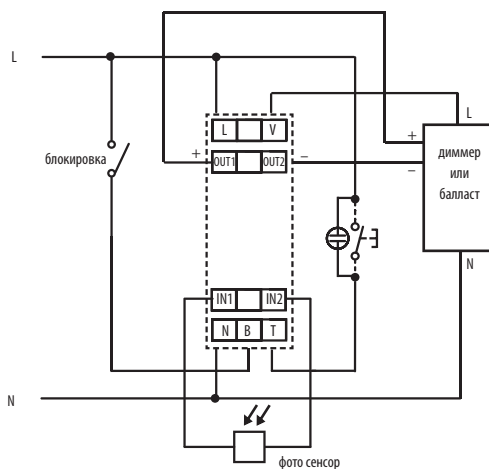 L
L
блокировка
L V
+ OUT1 OUT2 −
+
−
диммер
или
балласт
N
IN1 IN2
N B T
N
фото сенсор